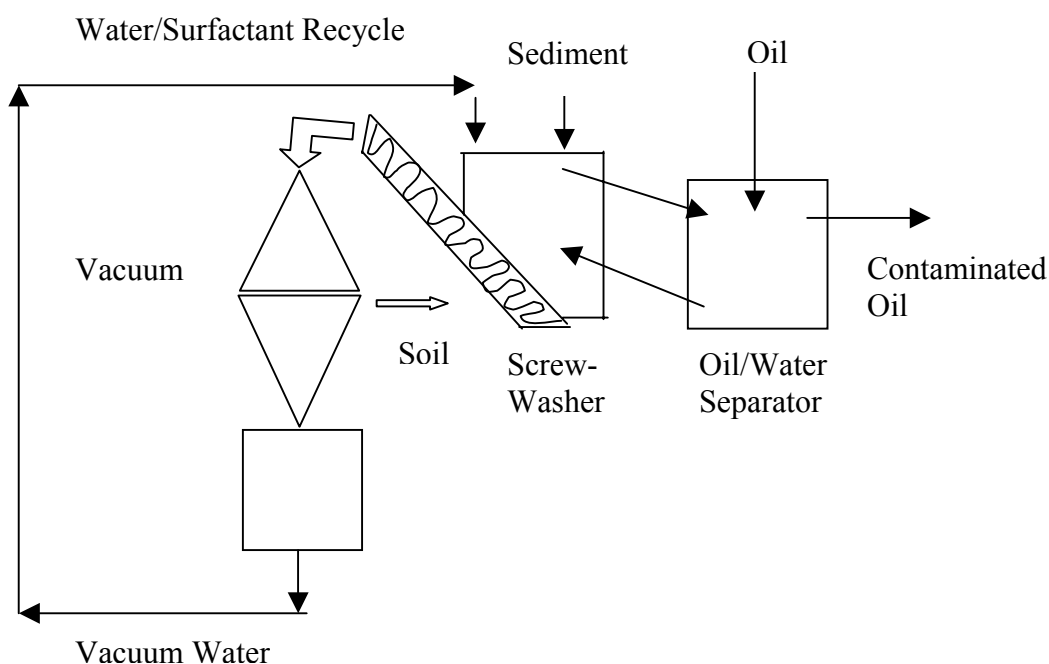 Water/Surfactant Recycle
Sediment
Oil
Vacuum
Soil
Screw-
Washer
Oil/Water
Separator
Contaminated
Oil
Vacuum Water